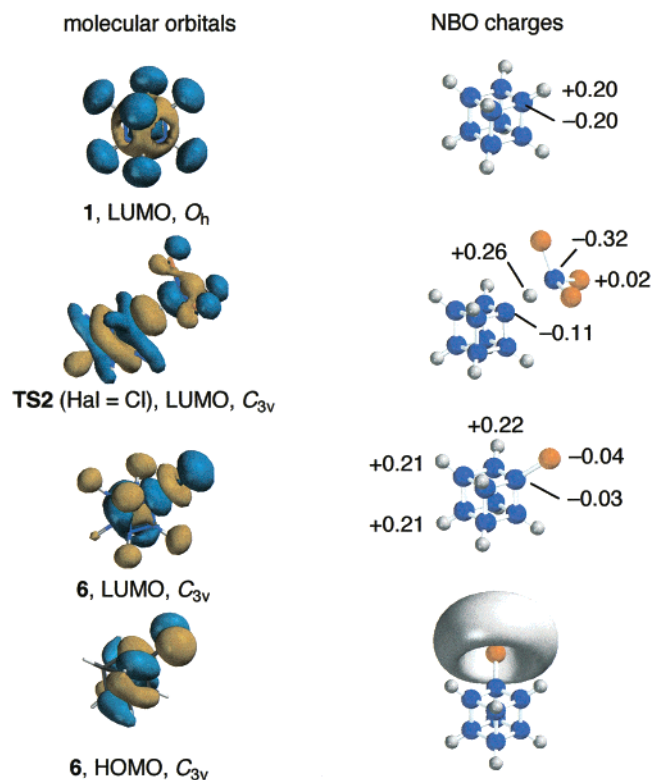 molecular orbitals
NBO charges
+0.20
−0.20
1, LUMO, Oh
−0.32
+0.26
+0.02
−0.11
TS2 (Hal = Cl), LUMO, C3v
+0.22
+0.21
−0.04
−0.03
+0.21
6, LUMO, C3v
6, HOMO, C3v